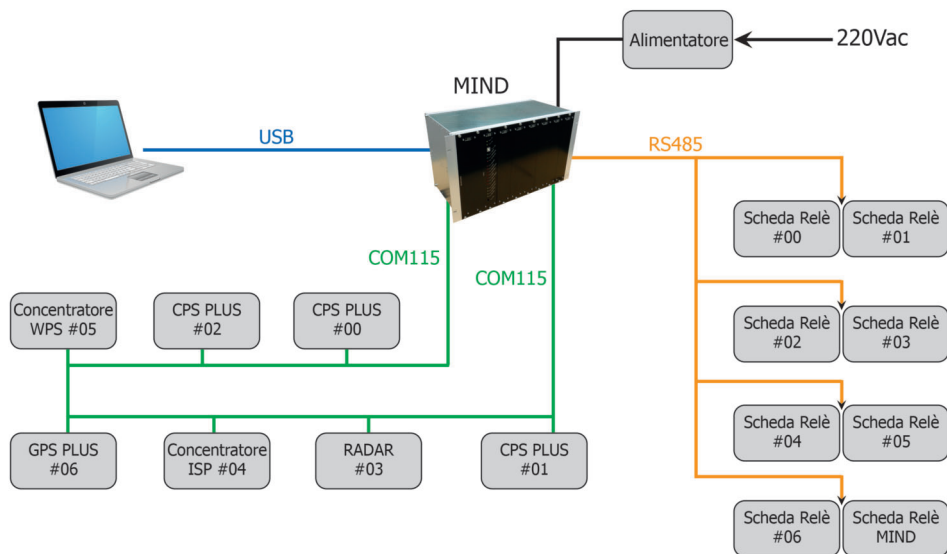 Alimentatore
220Vac
MIND
USB
RS485
Scheda Relè
#00
Scheda Relè
#01
COM115
COM115
Concentratore
WPS #05
CPS PLUS
#02
CPS PLUS
#00
Scheda Relè
#02
Scheda Relè
#03
GPS PLUS
#06
Concentratore
ISP #04
RADAR
#03
CPS PLUS
#01
Scheda Relè
#04
Scheda Relè
#05
Scheda Relè
#06
Scheda Relè
MIND